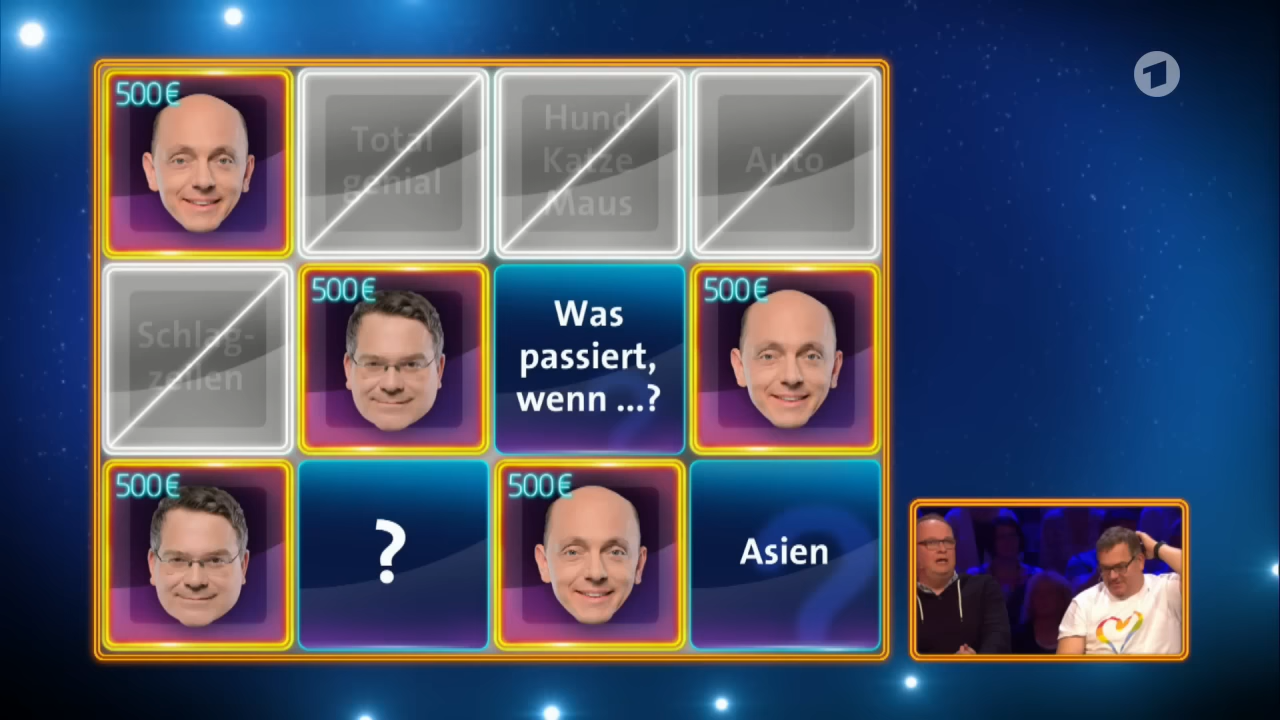 500€
Total
genial
Hund
Katze
Maus
Auto
Schlag-
zeilen
500€
Was
passiert,
wenn ...?
500€
500€
?
500€
Asien
1